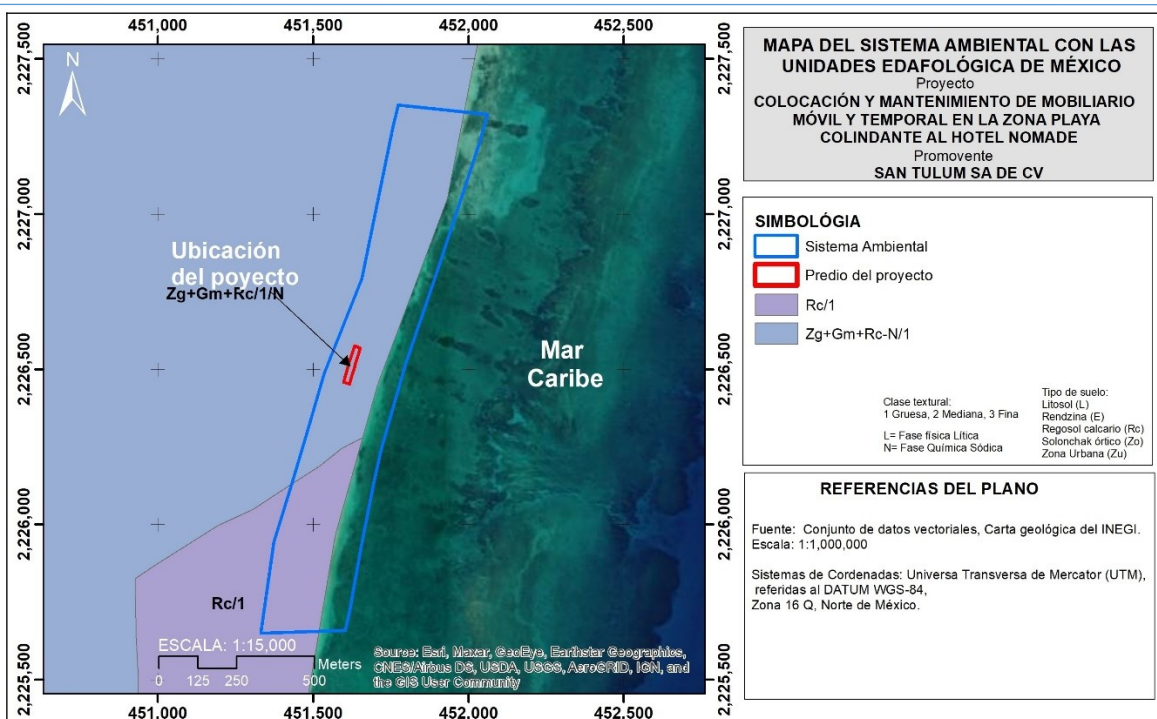 451,000
451,500
452,000
452,500
2,227,500
2,227,000
2,226,500
2,226,000
2,225,500
N
Ubicación
del poyecto
Zg+Gm+Rc/1/N
Mar
Caribe
Rc/1
ESCALA: 1:15,000
Meters
0 125 250 500
Source: Esri, Maxar, GeoEye, Earthstar Geographics,
CNES/Airbus DS, USDA, USGS, AeroGRID, IGN, and
the GIS User Community
2,227,500
2,227,000
2,226,500
2,226,000
2,225,500
451,000
451,500
452,000
452,500
MAPA DEL SISTEMA AMBIENTAL CON LAS
UNIDADES EDAFOLÓGICA DE MÉXICO
Proyecto
COLOCACIÓN Y MANTENIMIENTO DE MOBILIARIO
MÓVIL Y TEMPORAL EN LA ZONA PLAYA
COLINDANTE AL HOTEL NOMADE
Promovente
SAN TULUM SA DE CV
SIMBOLÓGIA
Sistema Ambiental
Predio del proyecto
Rc/1
Zg+Gm+Rc-N/1
Clase textural:
1 Gruesa, 2 Mediana, 3 Fina
L= Fase física Lítica
N= Fase Química Sódica
Tipo de suelo:
Litosol (L)
Rendzina (E)
Regosol calcario (Rc)
Solonchak órtico (Zo)
Zona Urbana (Zu)
REFERENCIAS DEL PLANO
Fuente: Conjunto de datos vectoriales, Carta geológica del INEGI.
Escala: 1:1,000,000
Sistemas de Cordenadas: Universa Transversa de Mercator (UTM),
referidas al DATUM WGS-84,
Zona 16 Q, Norte de México.